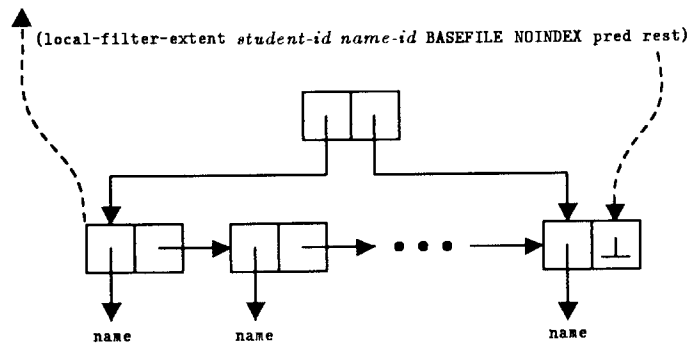 (local-filter-extent student-id name-id BASEFILE NOINDEX pred rest)
⊥
name name name